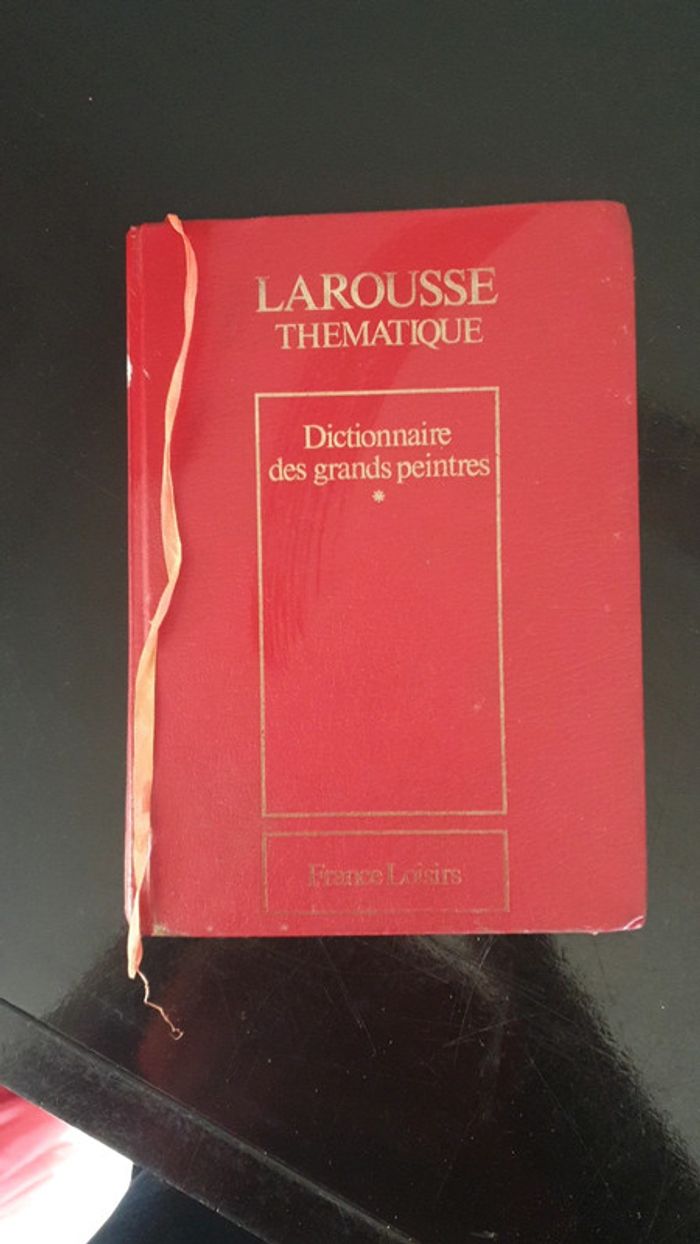 LAROUSSE
THEMATIQUE
Dictionnaire
des grands peintres
*
France Loisirs